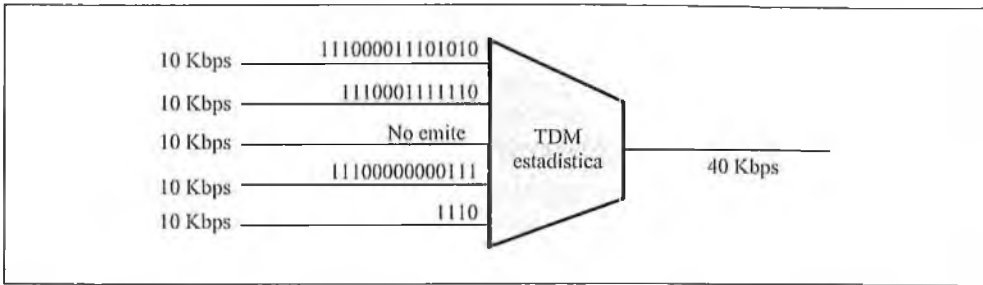 10 Kbps 111000011101010
10 Kbps 1110001111110
10 Kbps No emite
10 Kbps 11100000000111
10 Kbps 1110
TDM
estadística
40 Kbps